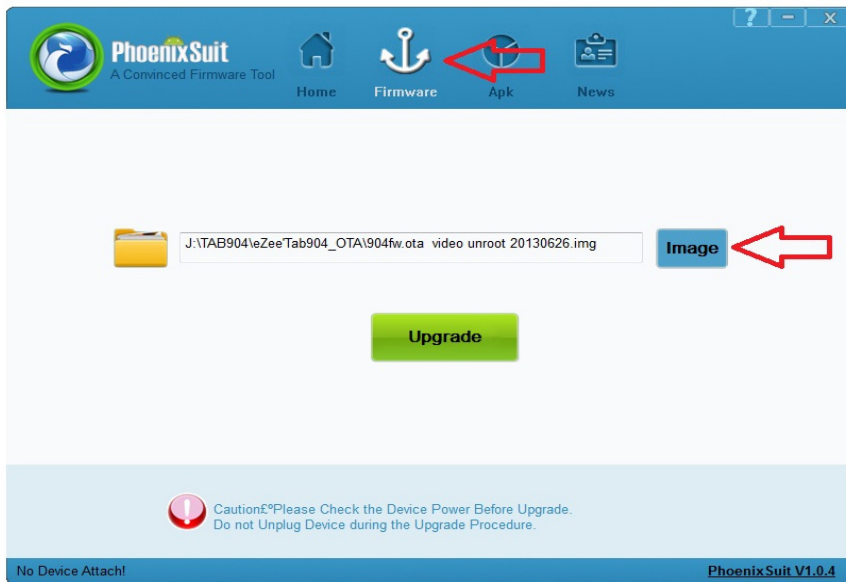 ? - x
PhoenixSuit
A Convinced Firmware Tool
Home Firmware Apk News
J:\TAB904\eZee'Tab904_OTA\904fw.ota video unroot 20130626.img
Image
Upgrade
Caution£ºPlease Check the Device Power Before Upgrade.
Do not Unplug Device during the Upgrade Procedure.
No Device Attach!
PhoenixSuit V1.0.4